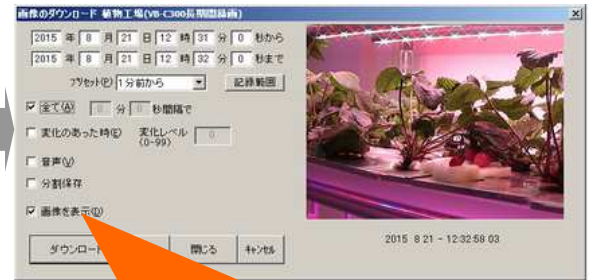 画像のダウンロード 植物工場(VB-C300長期間録画)
2015 年 8 月 21 日 12 時 31 分 0 秒から
2015 年 8 月 21 日 12 時 32 分 0 秒まで
プリセット(P) 1分前から 記録範囲
全て(A) 0 分 0 秒間隔で
変化のあった時(E) 変化レベル 0
(0-99)
音声(V)
分割保存
画像を表示(D)
ダウンロード 閉じる キャンセル
2015 8 21 - 12:32:58 03